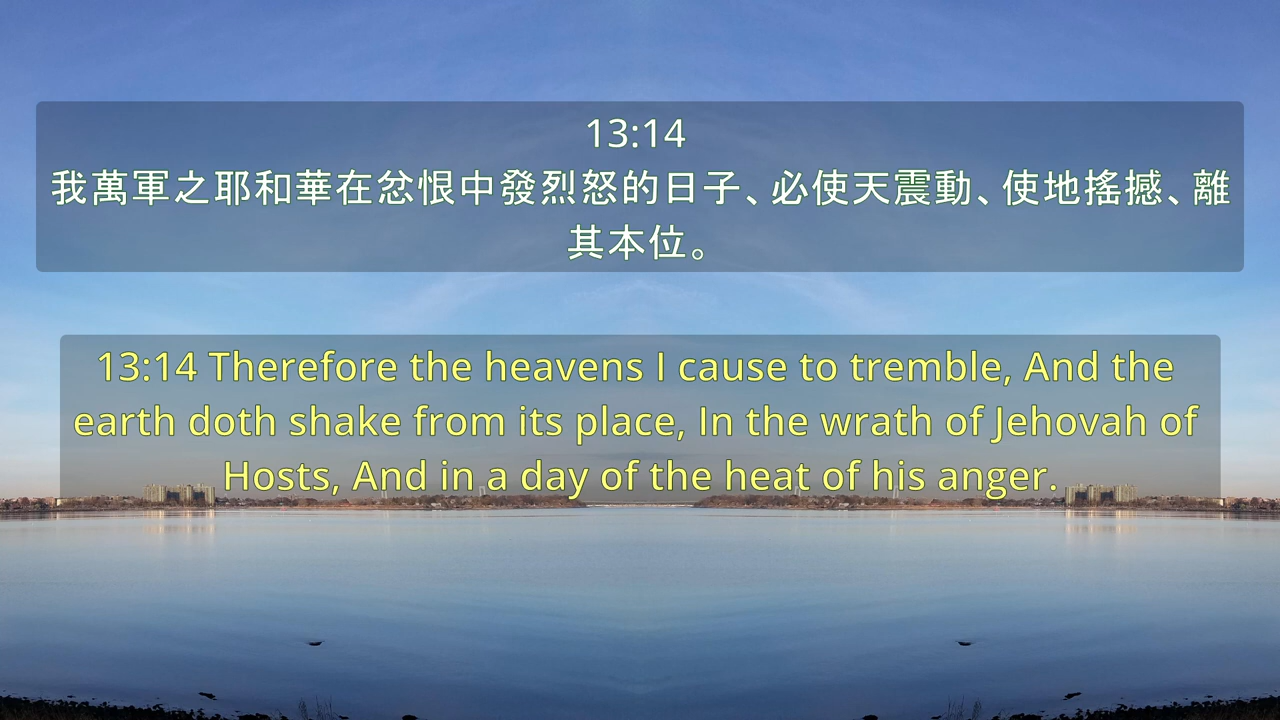 13:14
我萬軍之耶和華在忿恨中發烈怒的日子、必使天震動、使地搖撼、離
其本位。
13:14 Therefore the heavens I cause to tremble, And the
earth doth shake from its place, In the wrath of Jehovah of
Hosts, And in a day of the heat of his anger.